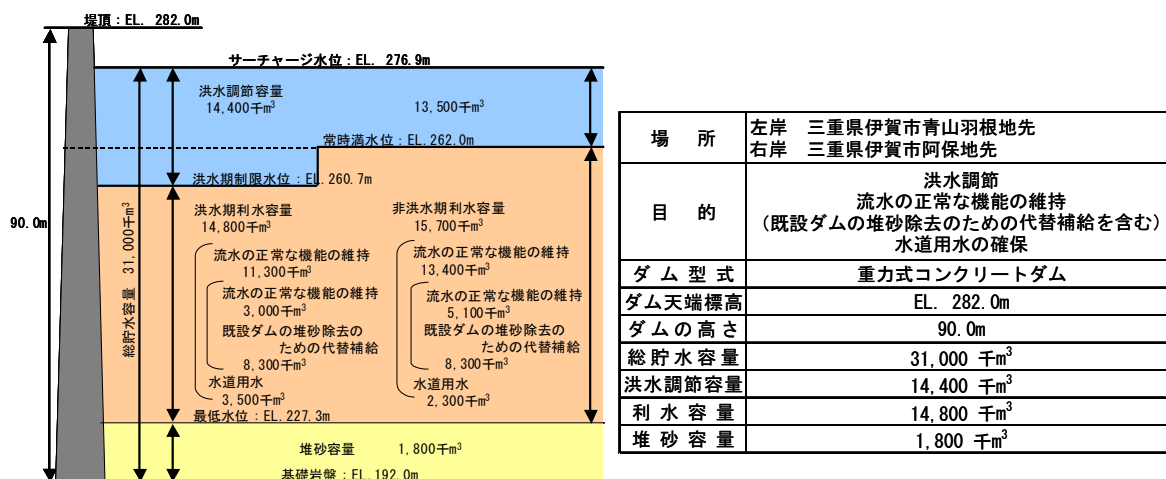 堤頂：EL. 282.0m
サーチャージ水位：EL. 276.9m
洪水調節容量
14,400千m³
13,500千m³
常時満水位：EL.262.0m
洪水期制限水位：EL.260.7m
90.0m
総貯水容量 31,000千m³
洪水期利水容量
14,800千m³
流水の正常な機能の維持
11,300千m³
流水の正常な機能の維持
3,000千m³
既設ダムの堆砂除去の
ための代替補給
8,300千m³
水道用水
3,500千m³
非洪水期利水容量
15,700千m³
流水の正常な機能の維持
13,400千m³
流水の正常な機能の維持
5,100千m³
既設ダムの堆砂除去の
ための代替補給
8,300千m³
水道用水
2,300千m³
最低水位：EL.227.3m
堆砂容量 1,800千m³
基礎岩盤：EL.192.0m
場所 左岸 三重県伊賀市青山羽根地先
右岸 三重県伊賀市阿保地先
目的 洪水調節
流水の正常な機能の維持
（既設ダムの堆砂除去のための代替補給を含む）
水道用水の確保
ダム型式 重力式コンクリートダム
ダム天端標高 EL. 282.0m
ダムの高さ 90.0m
総貯水容量 31,000 千m³
洪水調節容量 14,400 千m³
利水容量 14,800 千m³
堆砂容量 1,800 千m³